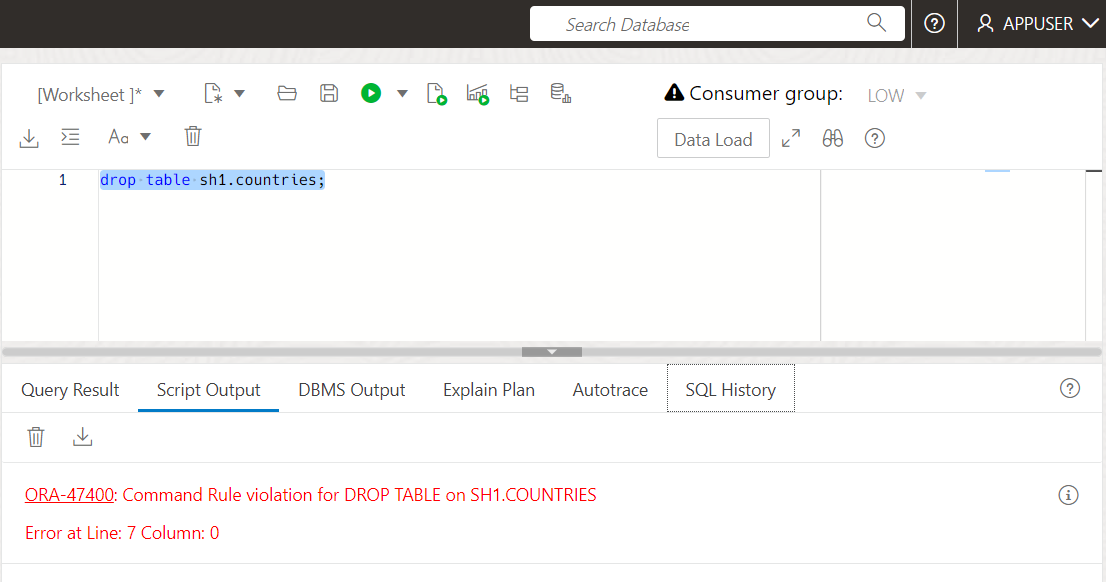 Search Database
APPUSER
[Worksheet ]*
Consumer group: LOW
Aa
Data Load
1 drop table sh1.countries;
Query Result Script Output DBMS Output Explain Plan Autotrace SQL History
ORA-47400: Command Rule violation for DROP TABLE on SH1.COUNTRIES
Error at Line: 7 Column: 0